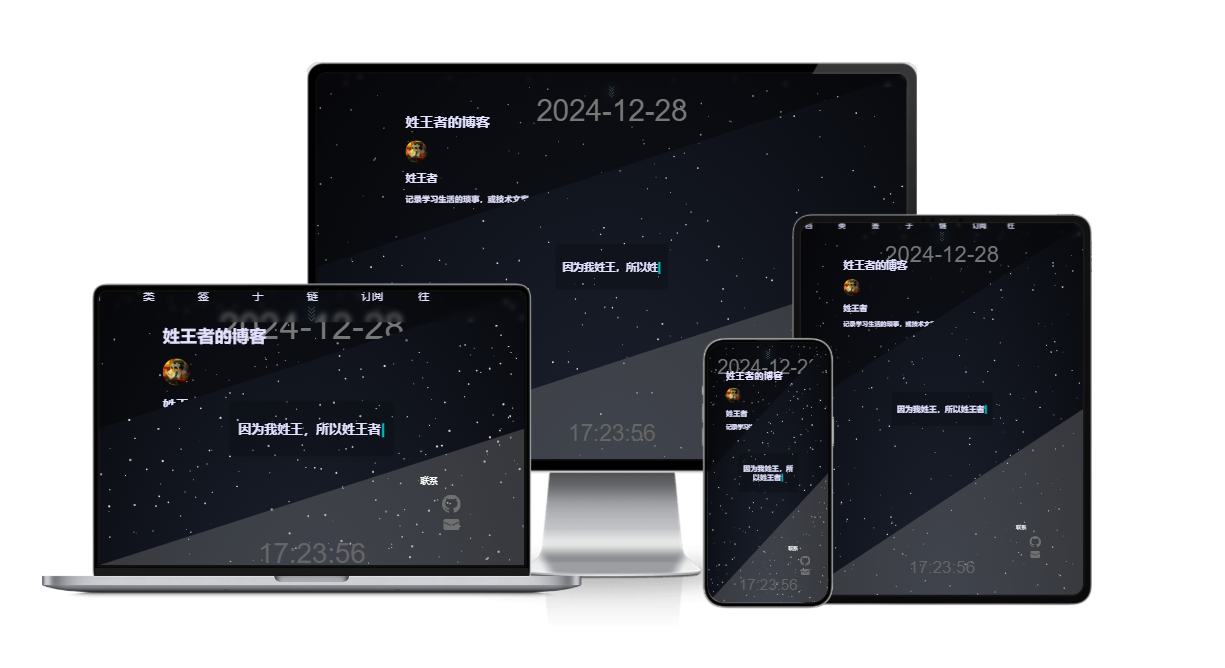 2024-12-28
姓王者的博客
姓王者
记录学习生活的琐事，或技术文章
因为我姓王，所以姓
17:23:56
类 签 于 链 订阅 往
2024-12-28
姓王者的博客
因为我姓王，所以姓王者
联系
17:23:56
类 签 于 链 订阅 往
2024-12-28
姓王者的博客
姓王者
记录学习生活的琐事，或技术文
因为我姓王，所以姓王者
联系
17:23:56
2024-12-2
姓王者的博客
姓王者
记录学习
因为我姓王，所
以姓王者
联系
17:23:56